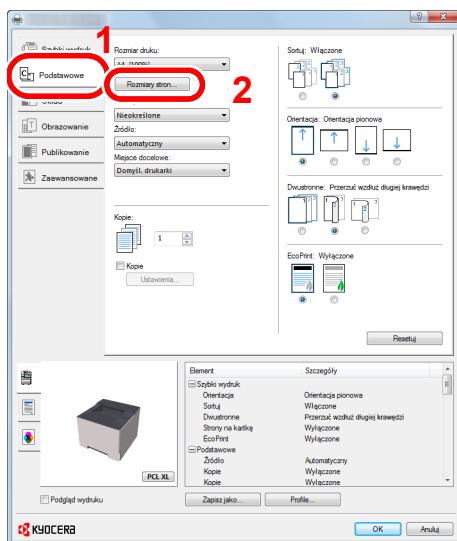 1
Szybki wydruk
Podstawowe
Układ
Obrazowanie
Publikowanie
Zaawansowane
Rozmiar druku:
A4 [100%]
Rozmiary stron...
2
Nieokreślone
Źródło:
Automatyczny
Miejsce docelowe:
Domyśl. drukarki
Kopie:
1
Kopie
Ustawienia...
Sortuj: Włączone
Orientacja: Orientacja pionowa
Dwustronne: Przerzuć wzdłuż długiej krawędzi
EcoPrint: Wyłączone
Resetuj
PCL XL
Podgląd wydruku
Element Szczegóły
Szybki wydruk
Orientacja Orientacja pionowa
Sortuj Włączone
Dwustronne Przerzuć wzdłuż długiej krawędzi
Strony na kartkę Wyłączone
EcoPrint Wyłączone
Podstawowe
Źródło Automatyczny
Kopie Wyłączone
Kopie Wyłączone
Zapisz jako...
Profile...
KYOCERA
OK
Anuluj